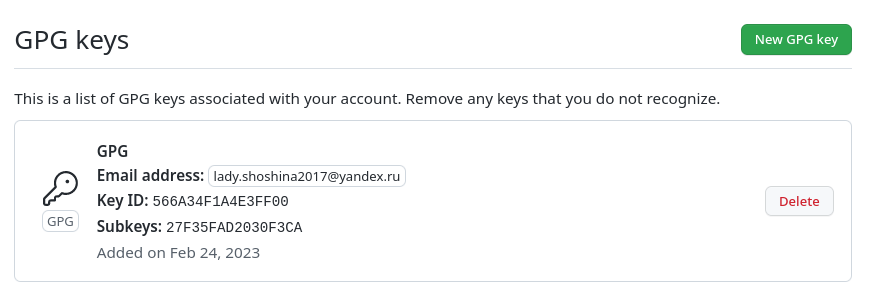 GPG keys
New GPG key
This is a list of GPG keys associated with your account. Remove any keys that you do not recognize.
GPG
GPG
Email address: lady.shoshina2017@yandex.ru
Key ID: 566A34F1A4E3FF00
Subkeys: 27F35FAD2030F3CA
Added on Feb 24, 2023
Delete